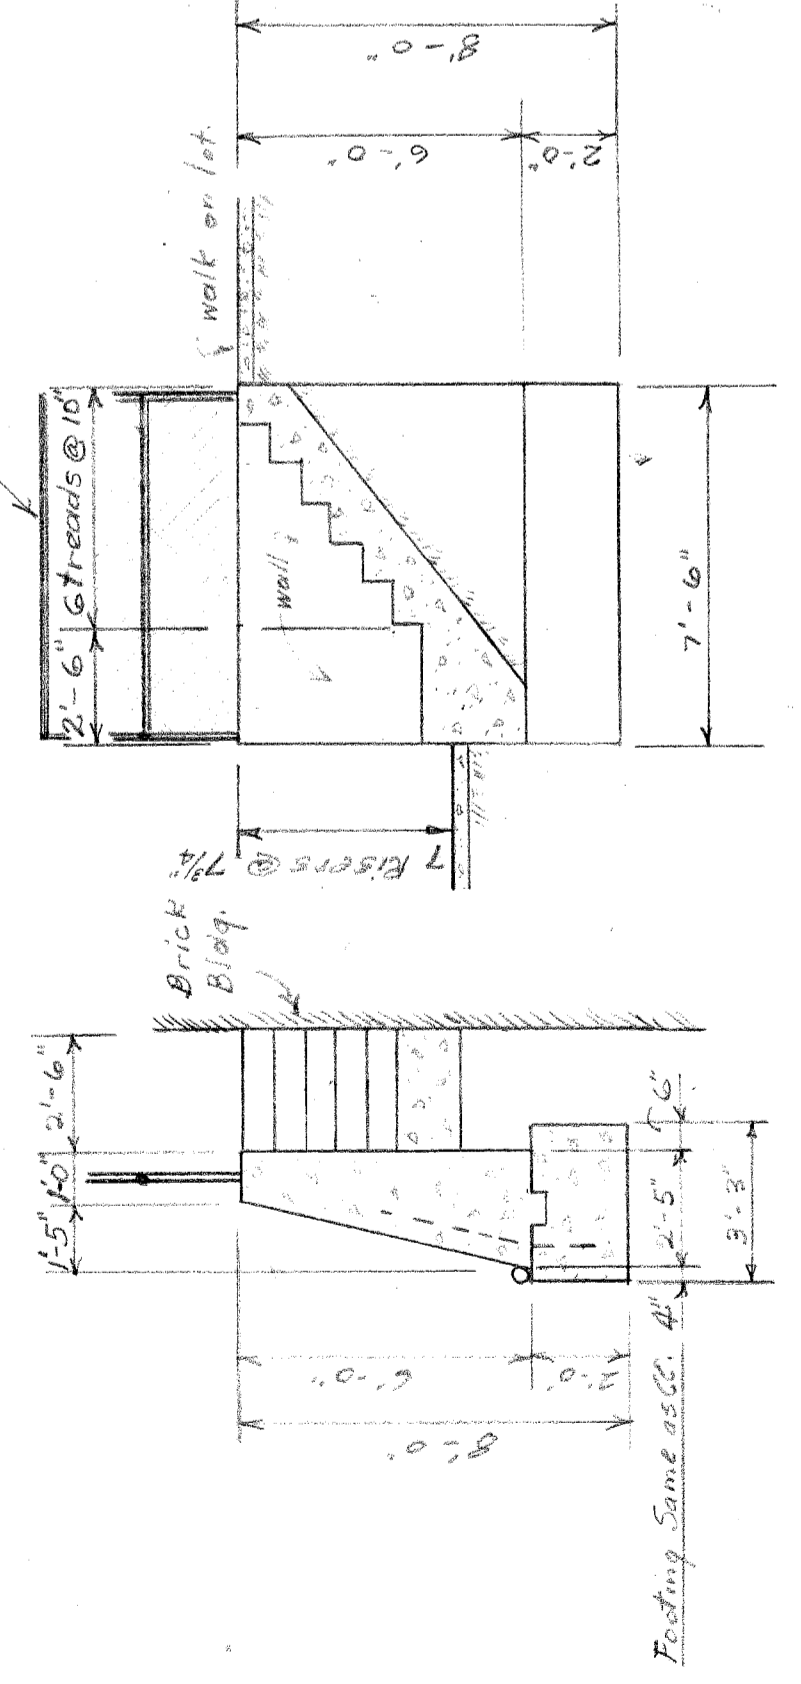 8'-0"
6'-0"
2'-0"
walk on lot.
2'-6"
6 treads @ 10"
wall
7'-6"
7 Risers @ 7¾"
Brick
Bldg.
1'-5"
1'-0"
2'-6"
6'-0"
2'-0"
8'-0"
4"
2'-5"
6"
3'-3"
Footing Same as CC.